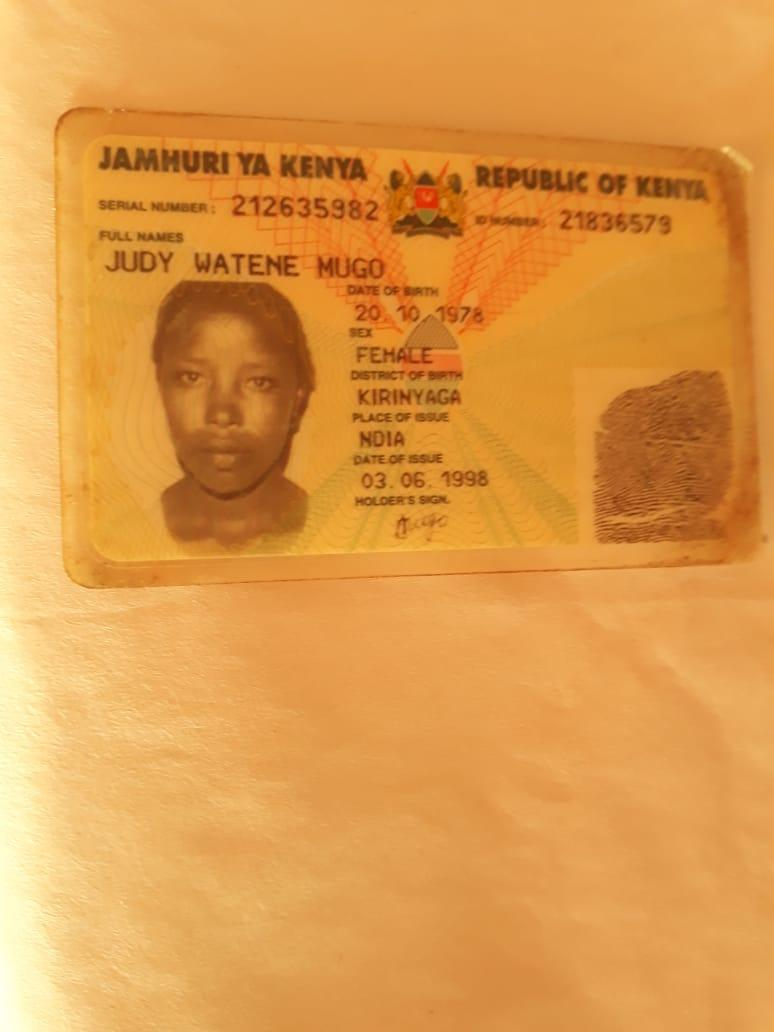 JAMHURI YA KENYA REPUBLIC OF KENYA
SERIAL NUMBER: 212635982 ID NUMBER: 21836579
FULL NAMES
JUDY WATENE MUGO
DATE OF BIRTH
20. 10. 1978
SEX
FEMALE
DISTRICT OF BIRTH
KIRINYAGA
PLACE OF ISSUE
NDIA
DATE OF ISSUE
03. 06. 1998
HOLDER'S SIGN.